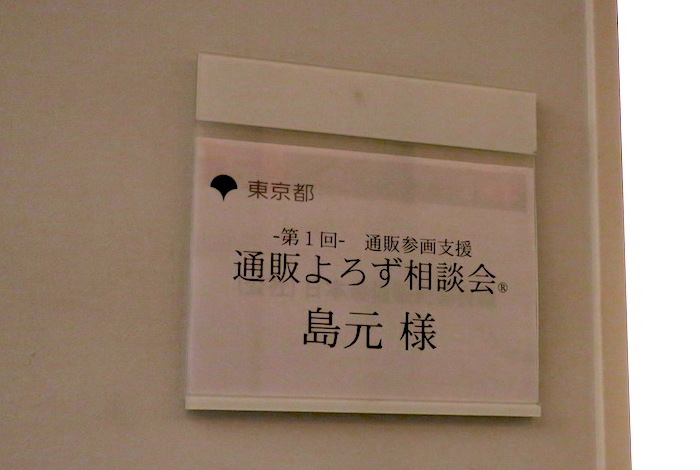 東京都
-第1回- 通販参画支援
通販よろず相談会®
島元 様